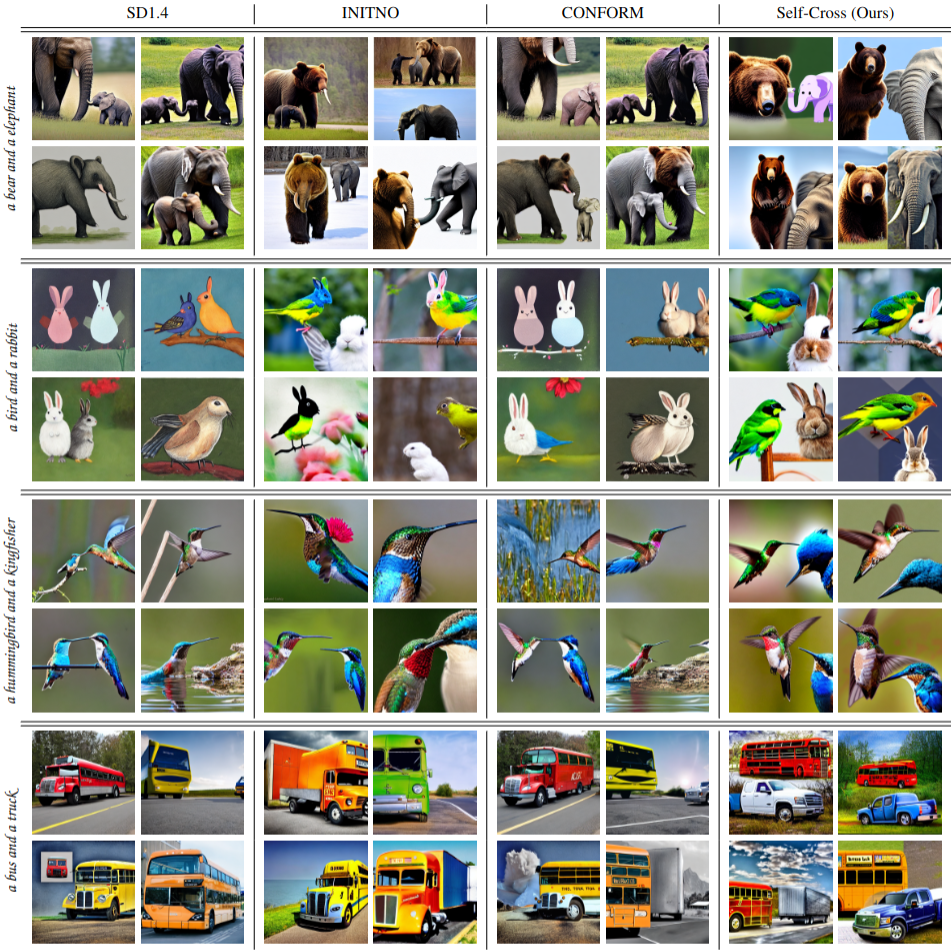 SD1.4
INITNO
CONFORM
Self-Cross (Ours)
a bear and a elephant
a bird and a rabbit
a hummingbird and a kingfisher
a bus and a truck